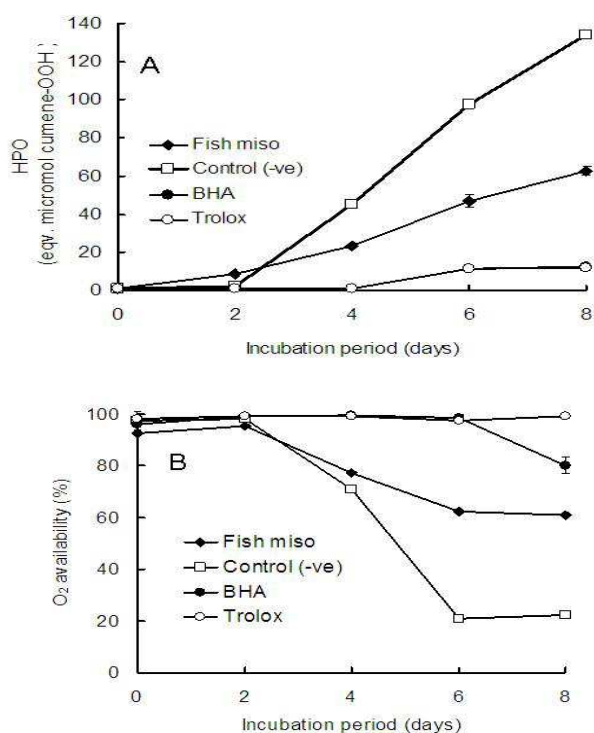 140
120
100
80
60
40
20
0
A
HPO
(eqv. micromol cumene-OOH)
Fish miso
Control (-ve)
BHA
Trolox
0 2 4 6 8
Incubation period (days)
100
80
60
40
20
0
B
O2 availability (%)
Fish miso
Control (-ve)
BHA
Trolox
0 2 4 6 8
Incubation period (days)